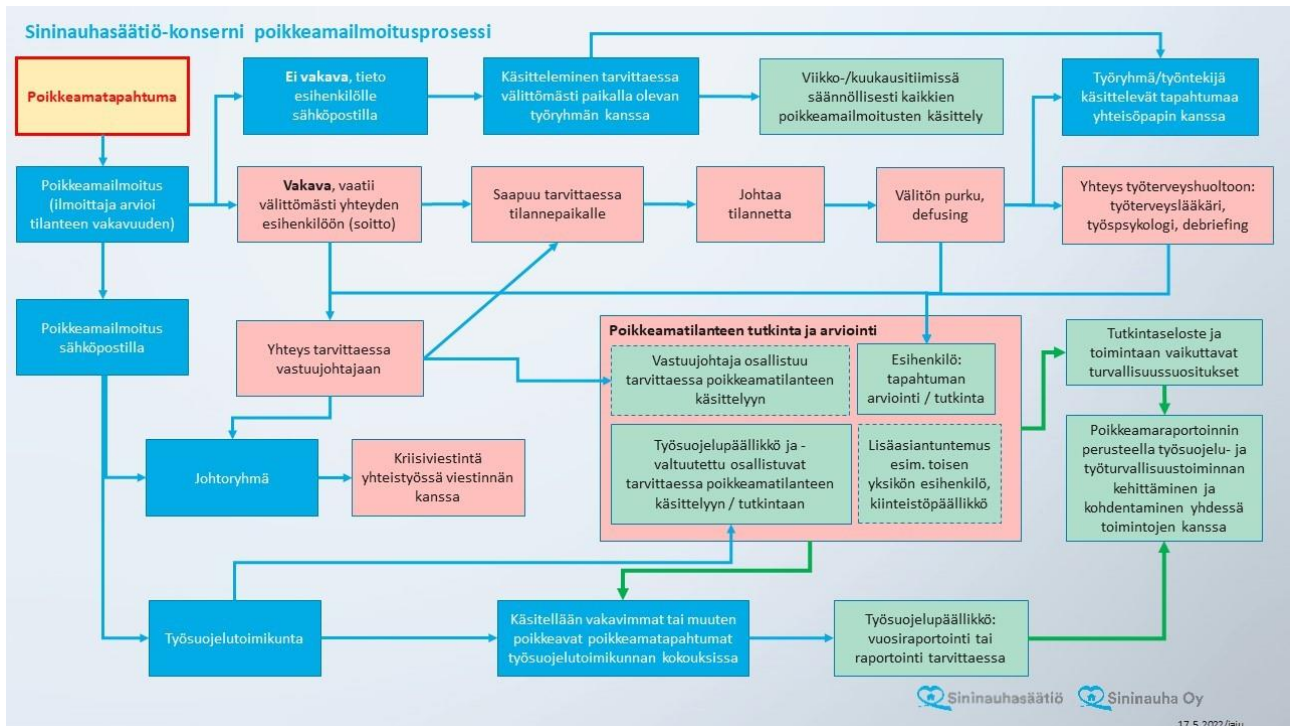 Sininauhasäätiö-konserni poikkeamailmoitusprosessi
Poikkeamatapahtuma
Ei vakava, tieto
esihenkilölle
sähköpostilla
Käsitteleminen tarvittaessa
välittömästi paikalla olevan
työryhmän kanssa
Viikko-/kuukausitiimissä
säännöllisesti kaikkien
poikkeamailmoitusten käsittely
Työryhmä/työntekijä
käsittelevät tapahtumaa
yhteisöpapin kanssa
Poikkeamailmoitus
(ilmoittaja arvioi
tilanteen vakavuuden)
Vakava, vaatii
välittömästi yhteyden
esihenkilöön (soitto)
Saapuu tarvittaessa
tilannepaikalle
Johtaa
tilannetta
Välitön purku,
defusing
Yhteys työterveyshuoltoon:
työterveyslääkäri,
työspsykologi, debriefing
Poikkeamailmoitus
sähköpostilla
Yhteys tarvittaessa
vastuujohtajaan
Poikkeamatilanteen tutkinta ja arviointi
Vastuujohtaja osallistuu
tarvittaessa poikkeamatilanteen
käsittelyyn
Esihenkilö:
tapahtuman
arviointi / tutkinta
Työsuojelupäällikkö ja -
valtuutettu osallistuvat
tarvittaessa poikkeamatilanteen
käsittelyyn / tutkintaan
Lisäasiantuntemus
esim. toisen
yksikön esihenkilö,
kiinteistöpäällikkö
Tutkintaseloste ja
toimintaan vaikuttavat
turvallisuussuositukset
Poikkeamaraportoinnin
perusteella työsuojelu- ja
työturvallisuustoiminnan
kehittäminen ja
kohdentaminen yhdessä
toimintojen kanssa
Johtoryhmä
Kriisiviestintä
yhteistyössä viestinnän
kanssa
Työsuojelutoimikunta
Käsitellään vakavimmat tai muuten
poikkeavat poikkeamatapahtumat
työsuojelutoimikunnan kokouksissa
Työsuojelupäällikkö:
vuosiraportointi tai
raportointi tarvittaessa
Sininauhasäätiö
Sininauha Oy
17.5.2022/jaju